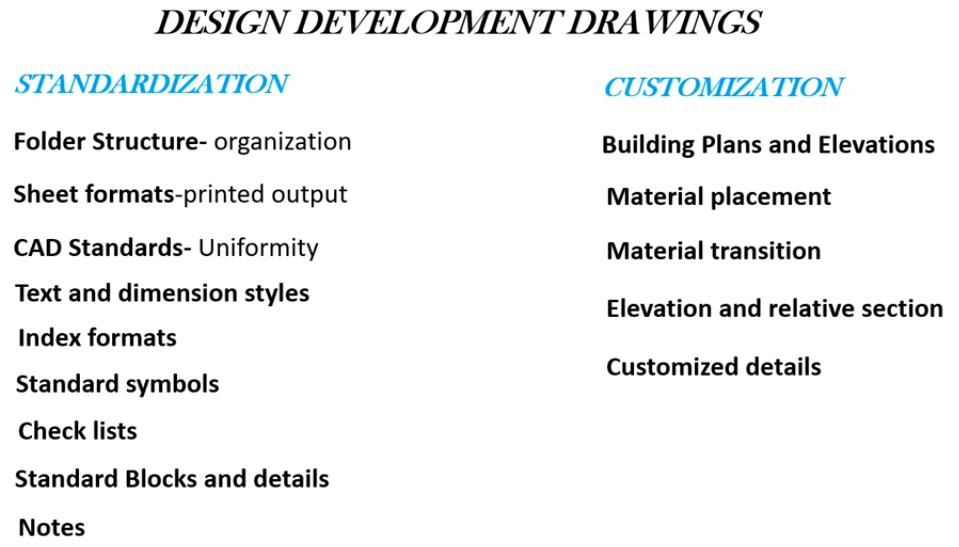 DESIGN DEVELOPMENT DRAWINGS
STANDARDIZATION
Folder Structure- organization
Sheet formats-printed output
CAD Standards- Uniformity
Text and dimension styles
Index formats
Standard symbols
Check lists
Standard Blocks and details
Notes
CUSTOMIZATION
Building Plans and Elevations
Material placement
Material transition
Elevation and relative section
Customized details